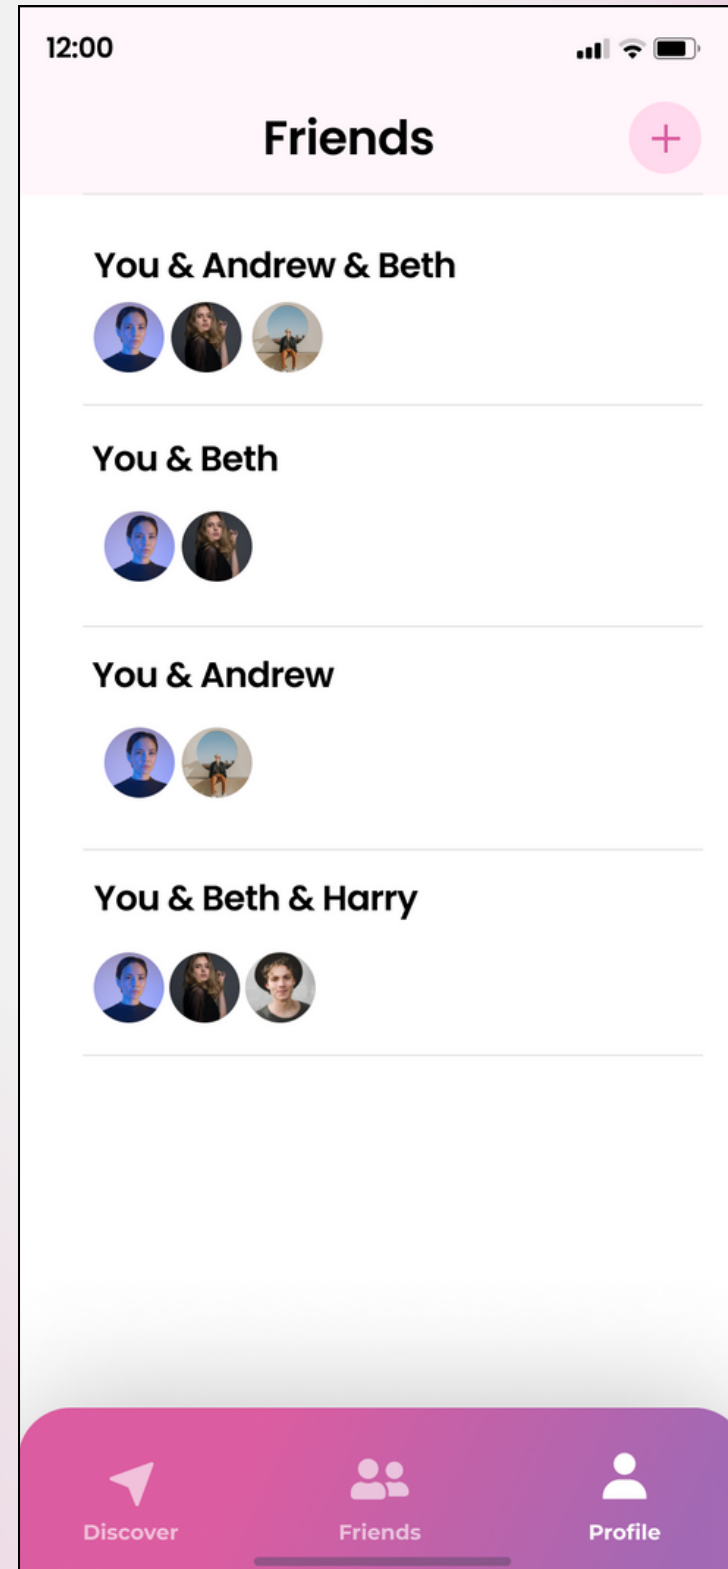 12:00
Friends
+
You & Andrew & Beth
You & Beth
You & Andrew
You & Beth & Harry
Discover
Friends
Profile